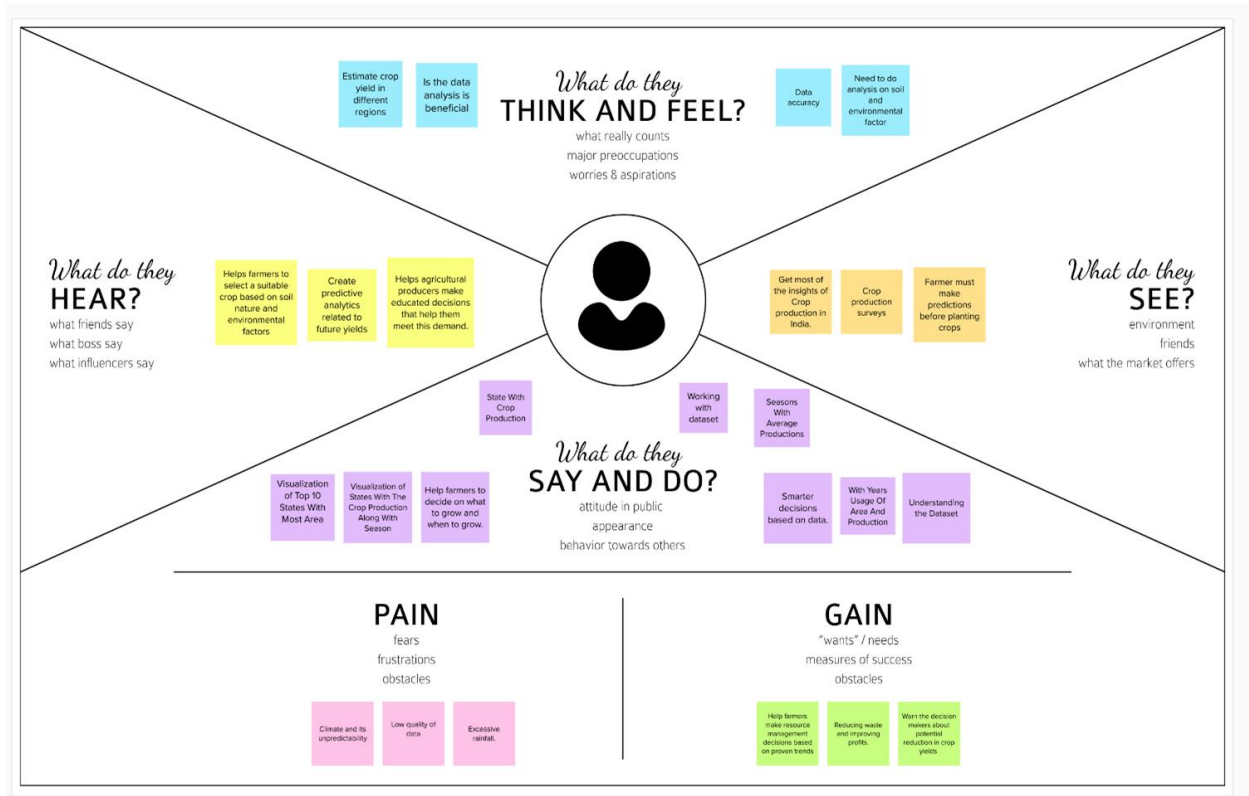 What do they
THINK AND FEEL?
what really counts
major preoccupations
worries & aspirations
Estimate crop
yield in
different
regions
Is the data
analysis is
beneficial
Data
accuracy
Need to do
analysis on soil
and
environmental
factor
What do they
HEAR?
what friends say
what boss say
what influencers say
Helps farmers to
select a suitable
crop based on soil
nature and
environmental
factors
Create
predictive
analytics
related to
future yields
Helps agricultural
producers make
educated decisions
that help them
meet this demand.
Get most of
the insights of
Crop
production in
India.
Crop
production
surveys
Farmer must
make
predictions
before planting
crops
What do they
SEE?
environment
friends
what the market offers
State With
Crop
Production
Working
with
dataset
Seasons
With
Average
Productions
What do they
SAY AND DO?
attitude in public
appearance
behavior towards others
Visualization
of Top 10
States With
Most Area
Visualization of
States With The
Crop Production
Along With
Season
Help farmers to
decide on what
to grow and
when to grow.
Smarter
decisions
based on data.
With Years
Usage Of
Area And
Production
Understanding
the Dataset
PAIN
fears
frustrations
obstacles
Climate and its
unpredictability
Low quality of
data
Excessive
rainfall.
GAIN
"wants" / needs
measures of success
obstacles
Help farmers
make resource
management
decisions based
on proven trends
Reducing waste
and improving
profits.
Warn the decision
makers about
potential
reduction in crop
yields